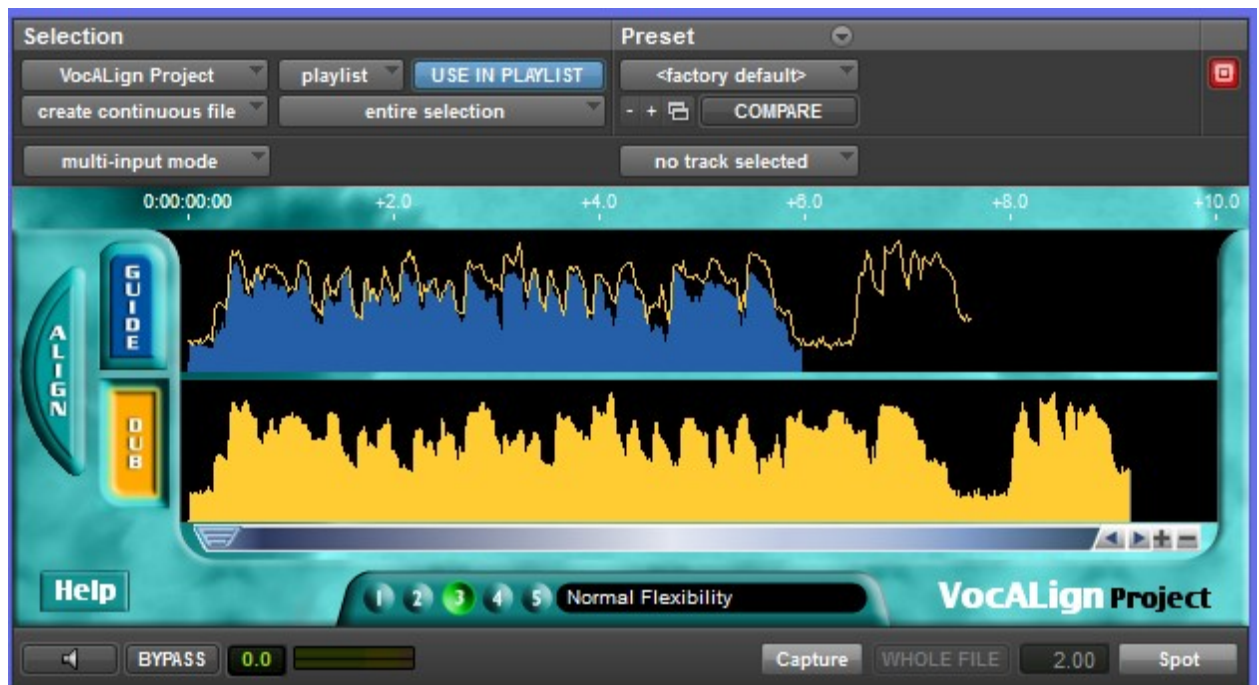 Selection Preset
VocALign Project playlist USE IN PLAYLIST <factory default>
create continuous file entire selection - + COMPARE
multi-input mode no track selected
0:00:00:00 +2.0 +4.0 +6.0 +8.0 +10.0
ALIGN
GUIDE
DUB
Help 1 2 3 4 5 Normal Flexibility VocALign Project
BYPASS 0.0 Capture WHOLE FILE 2.00 Spot